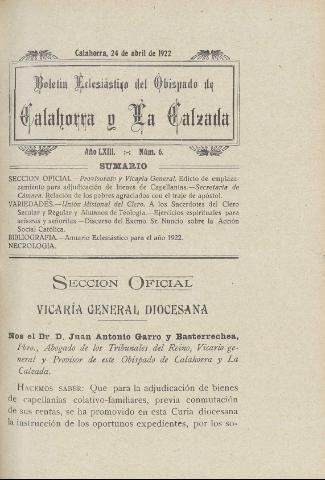 Calahorra, 24 de abril de 1922
Boletín Eclesiástico del Obispado de
Calahorra y La Calzada
Año LXIII. :-: Núm. 6.
SUMARIO
SECCION OFICIAL.—Provisorato y Vicaría General. Edicto de emplaza-
zamiento para adjudicación de bienes de Capellanías.—Secretaría de
Cámara. Relación de los pobres agraciados con el traje de apóstol.
VARIEDADES.—Unión Misional del Clero. A los Sacerdotes del Clero
Secular y Regular y Alumnos de Teología.—Ejercicios espirituales para
señoras y señoritas.—Discurso del Excmo. Sr. Nuncio sobre la Acción
Social Católica.
BIBLIOGRAFIA.—Anuario Eclesiástico para el año 1922.
NECROLOGIA.
SECCION OFICIAL
VICARÍA GENERAL DIOCESANA
Nos el Dr. D. Juan Antonio Garro y Basterrechea,
Pbro., Abogado de los Tribunales del Reino, Vicario ge-
neral y Provisor de este Obispado de Calahorra y La
Calzada.
HACEMOS SABER: Que para la adjudicación de bienes
de capellanías colativo-familiares, previa conmutación
de sus rentas, se ha promovido en esta Curia diocesana
la instrucción de los oportunos expedientes, por los so-